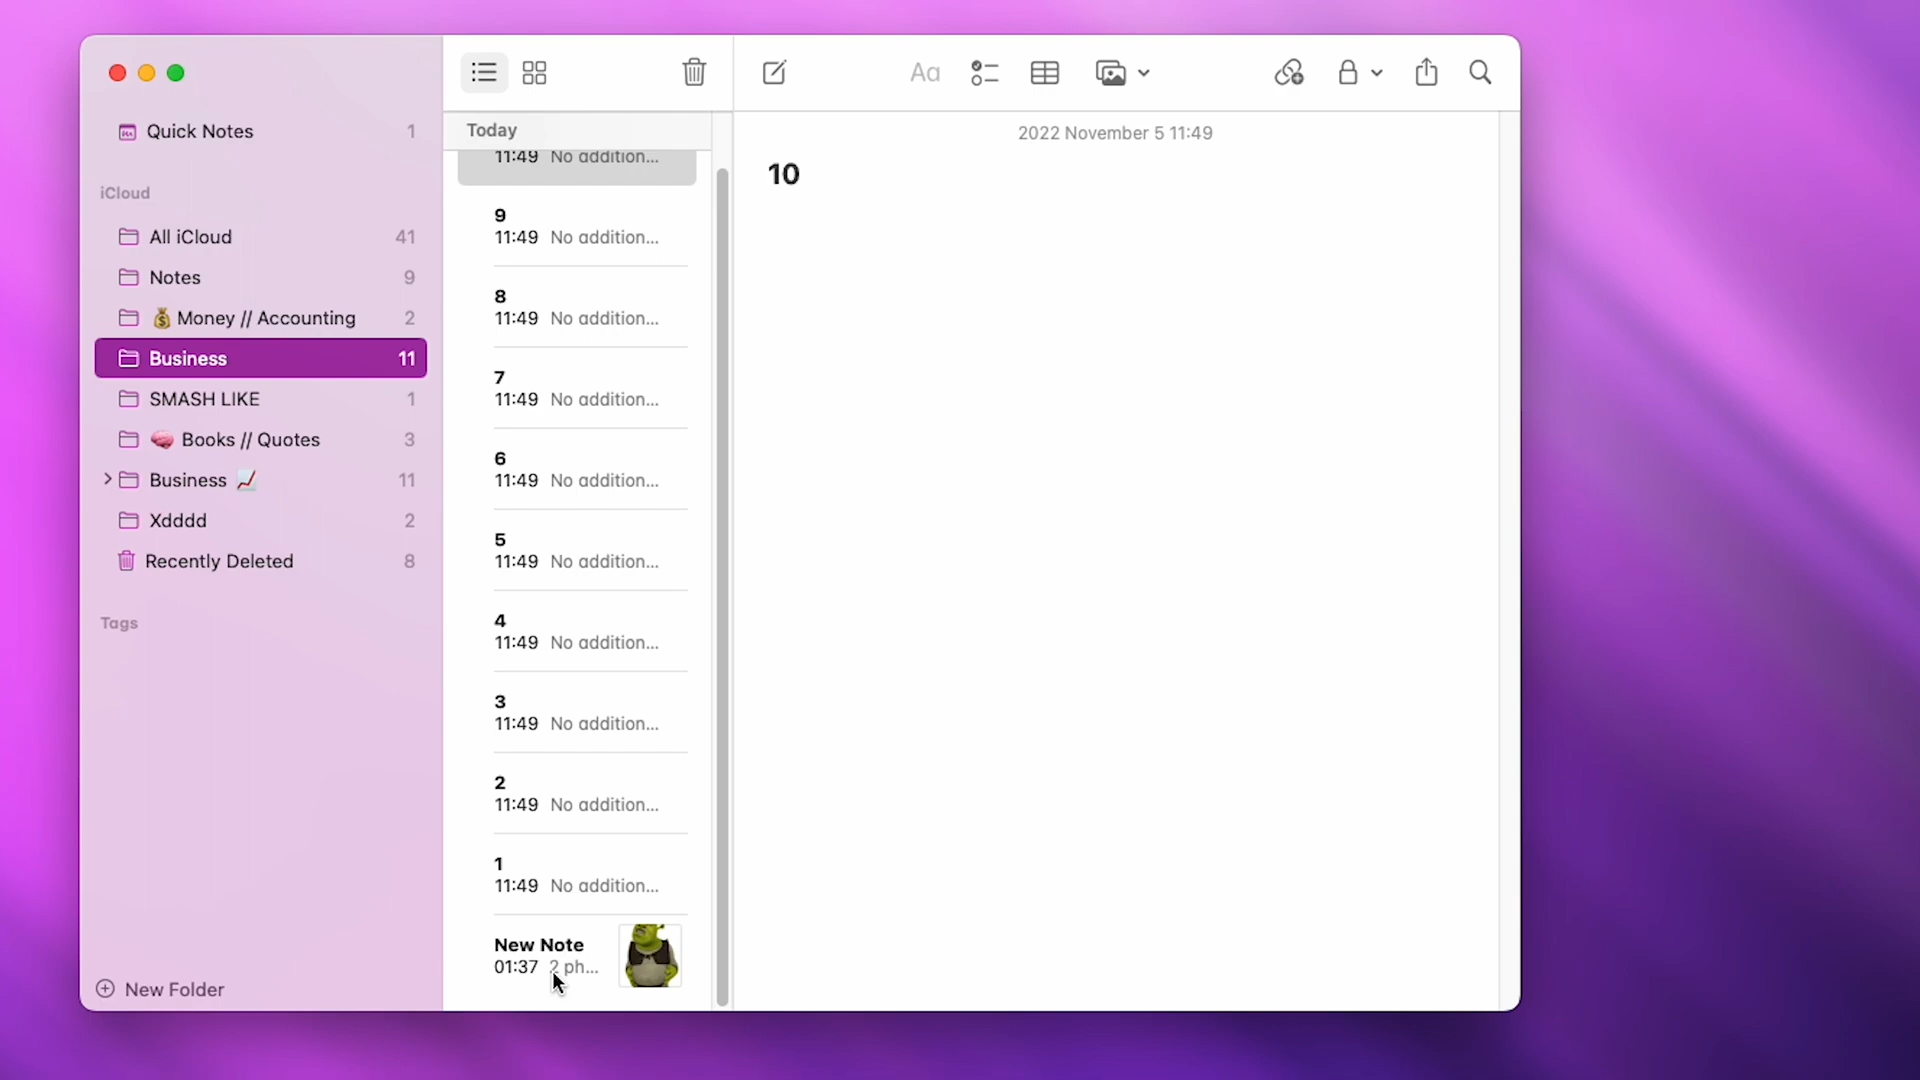 Quick Notes 1
iCloud
All iCloud 41
Notes 9
💰 Money // Accounting 2
Business 11
SMASH LIKE 1
🧠 Books // Quotes 3
Business 📈 11
Xdddd 2
Recently Deleted 8
Tags
New Folder
Today
11:49 No addition...
9
11:49 No addition...
8
11:49 No addition...
7
11:49 No addition...
6
11:49 No addition...
5
11:49 No addition...
4
11:49 No addition...
3
11:49 No addition...
2
11:49 No addition...
1
11:49 No addition...
New Note
01:37 2 ph...
Aa
2022 November 5 11:49
10